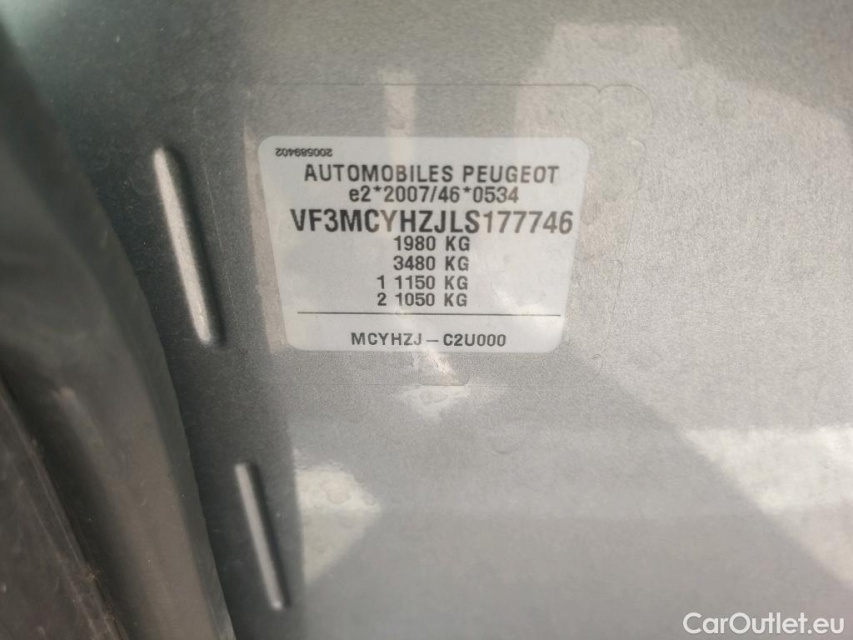 200589402
AUTOMOBILES PEUGEOT
e2*2007/46*0534
VF3MCYHZJLS177746
1980 KG
3480 KG
1 1150 KG
2 1050 KG
MCYHZJ – C2U000
CarOutlet.eu